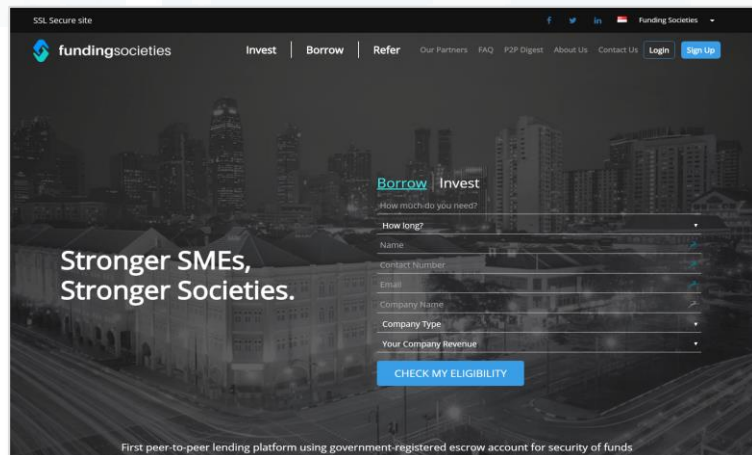 SSL Secure site
Funding Societies
fundingsocieties
Invest
Borrow
Refer
Our Partners
FAQ
P2P Digest
About Us
Contact Us
Login
Sign Up
Borrow
Invest
How much do you need?
How long?
Name
Contact Number
Email
Company Name
Company Type
Your Company Revenue
CHECK MY ELIGIBILITY
Stronger SMEs,
Stronger Societies.
First peer-to-peer lending platform using government-registered escrow account for security of funds